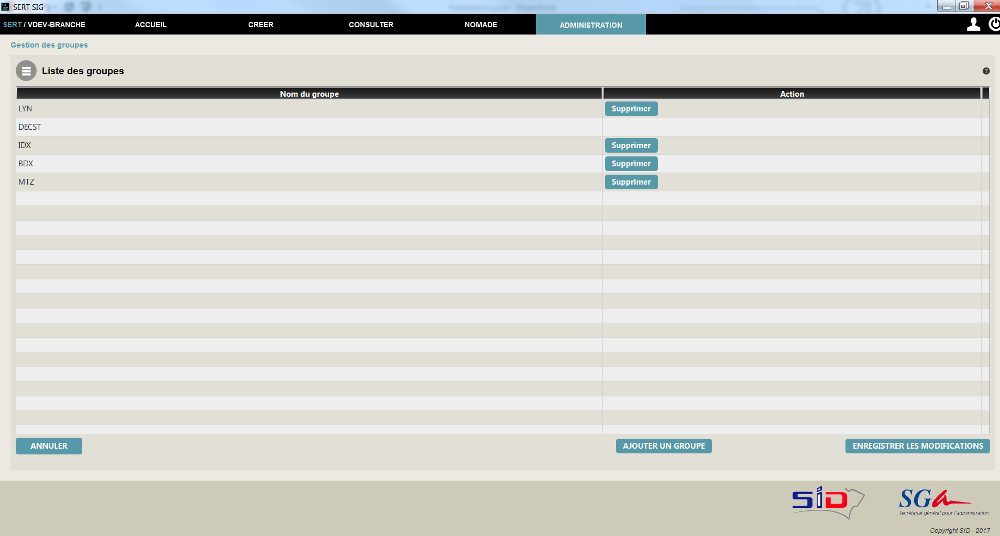 SERT SIG
SERT / VDEV-BRANCHE ACCUEIL CREER CONSULTER NOMADE ADMINISTRATION
Gestion des groupes
Liste des groupes
Nom du groupe Action
LYN Supprimer
DECST
IDX Supprimer
BDX Supprimer
MTZ Supprimer
ANNULER AJOUTER UN GROUPE ENREGISTRER LES MODIFICATIONS
SID SGa
Secrétariat général pour l'administration
Copyright SID - 2017